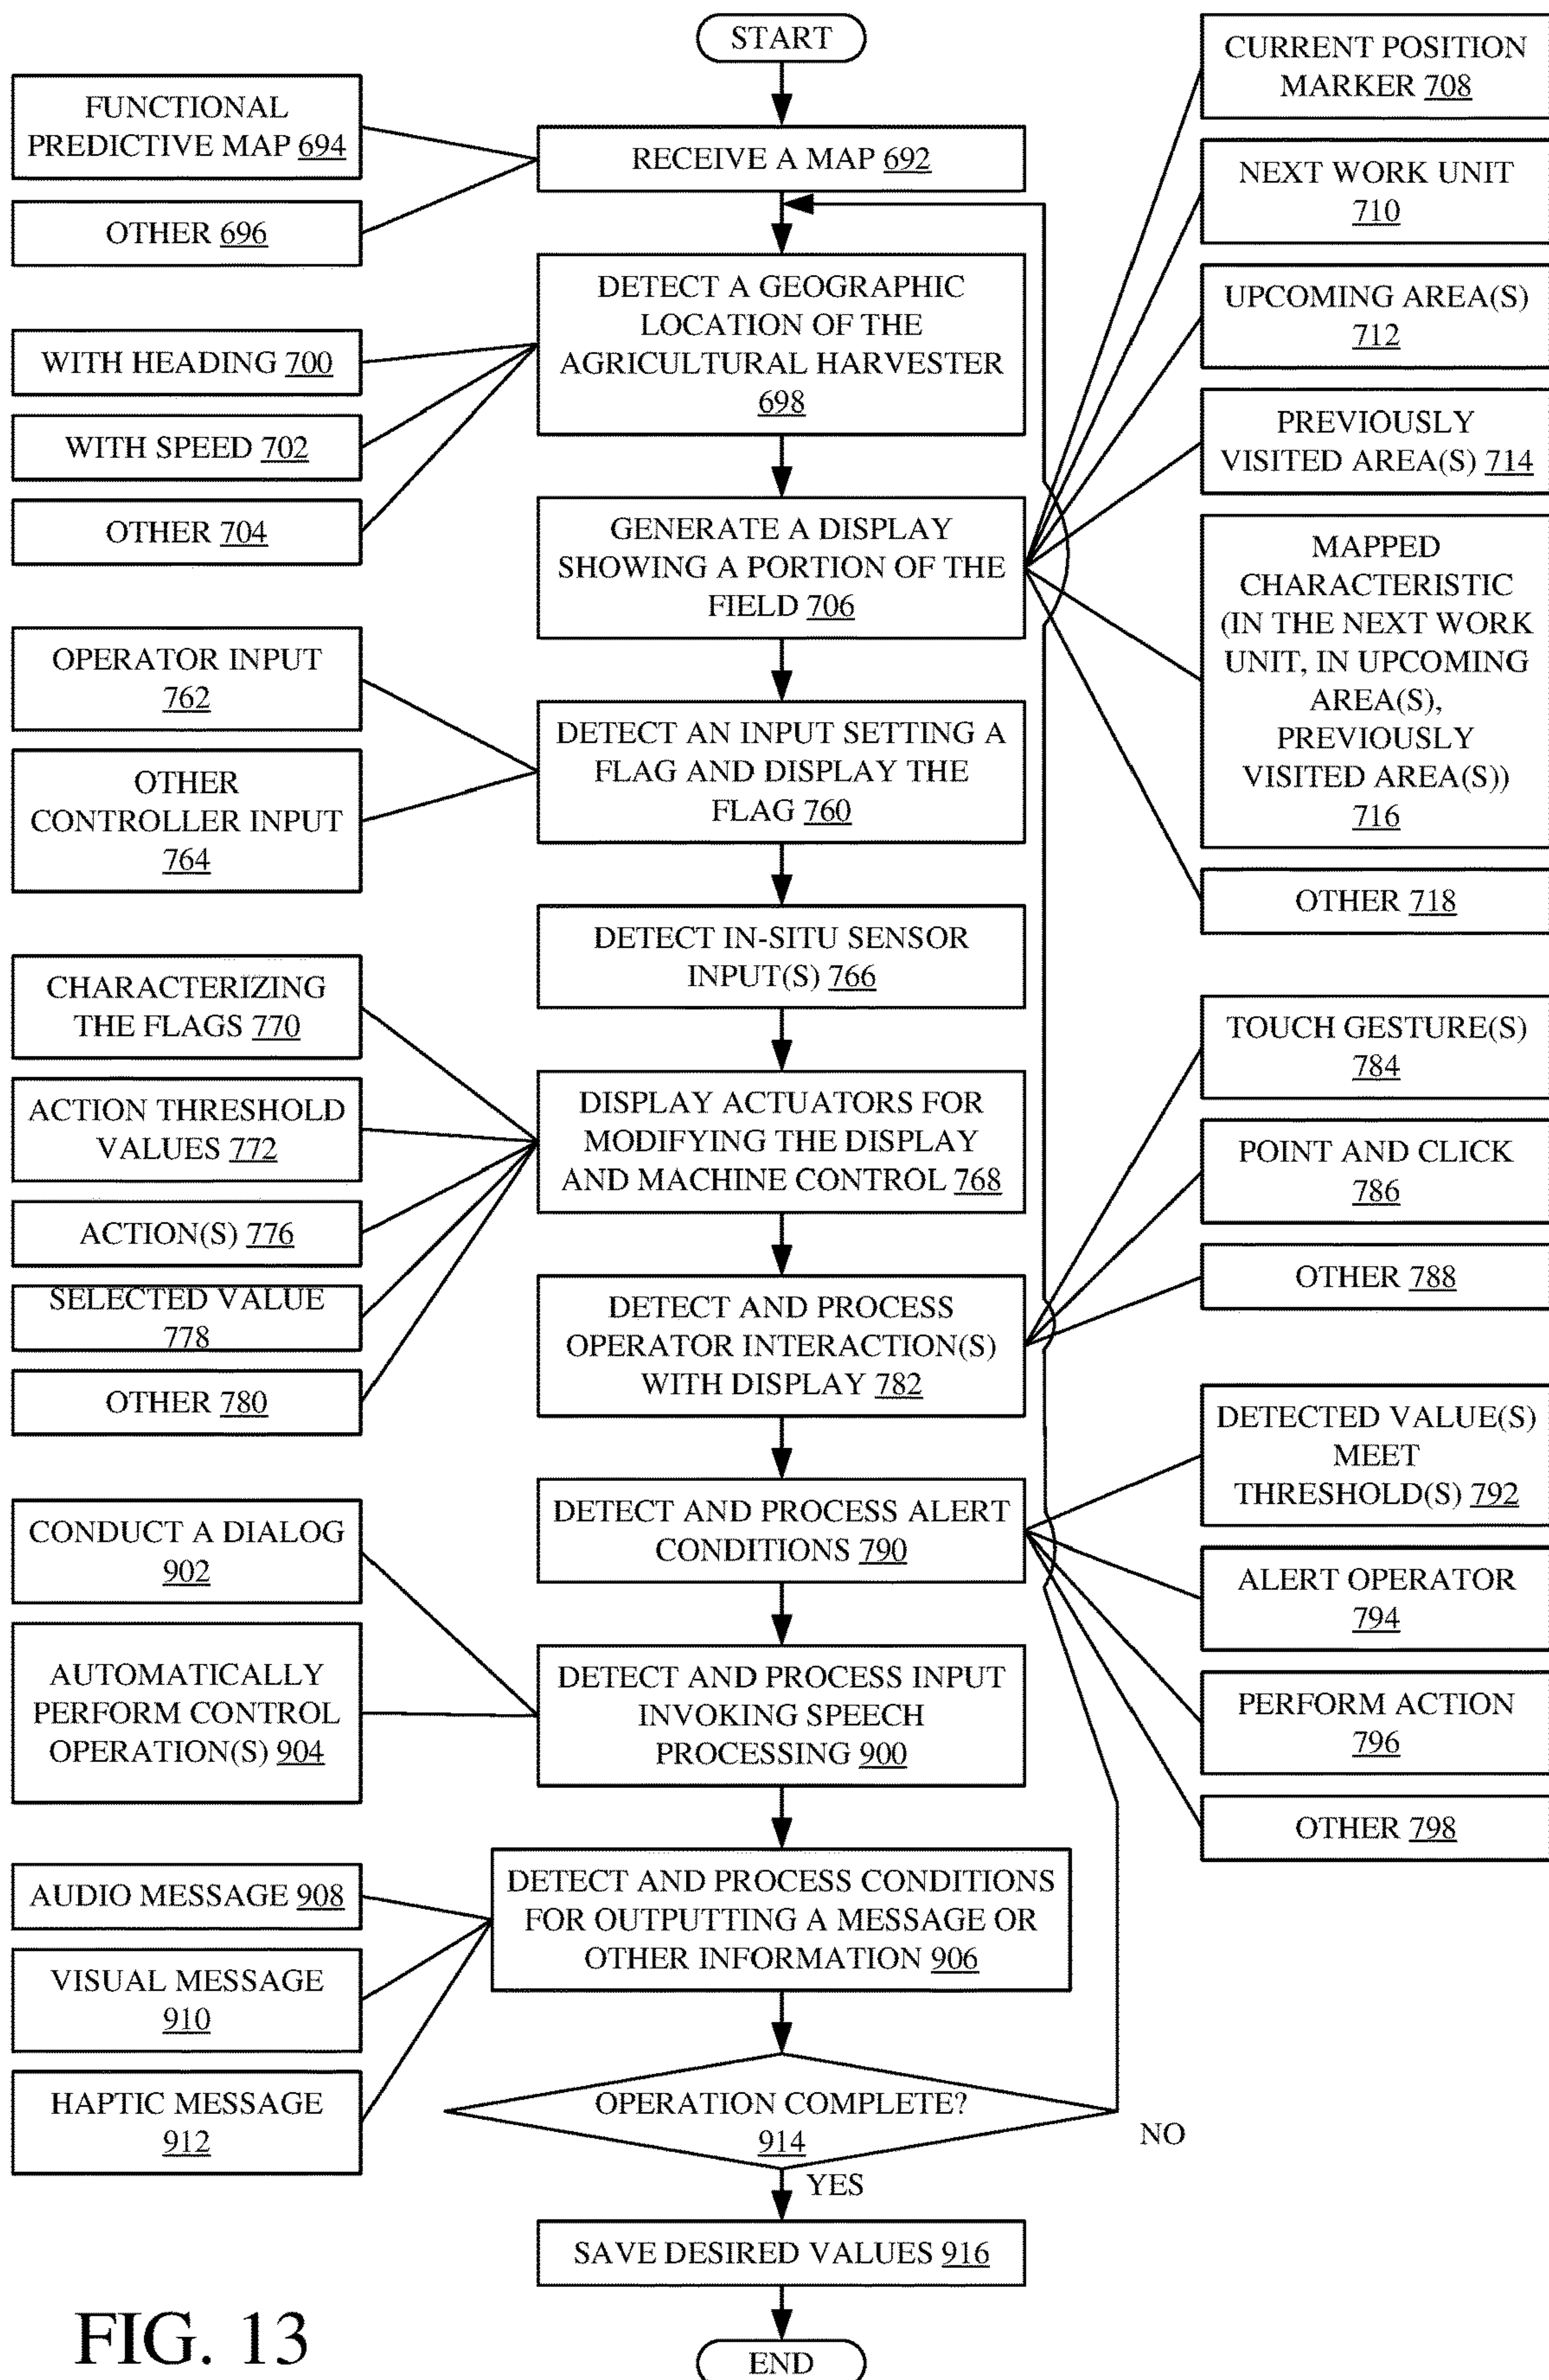 START
FUNCTIONAL
PREDICTIVE MAP 694
OTHER 696
RECEIVE A MAP 692
WITH HEADING 700
WITH SPEED 702
OTHER 704
DETECT A GEOGRAPHIC
LOCATION OF THE
AGRICULTURAL HARVESTER
698
GENERATE A DISPLAY
SHOWING A PORTION OF THE
FIELD 706
CURRENT POSITION
MARKER 708
NEXT WORK UNIT
710
UPCOMING AREA(S)
712
PREVIOUSLY
VISITED AREA(S) 714
MAPPED
CHARACTERISTIC
(IN THE NEXT WORK
UNIT, IN UPCOMING
AREA(S),
PREVIOUSLY
VISITED AREA(S))
716
OTHER 718
OPERATOR INPUT
762
OTHER
CONTROLLER INPUT
764
DETECT AN INPUT SETTING A
FLAG AND DISPLAY THE
FLAG 760
DETECT IN-SITU SENSOR
INPUT(S) 766
CHARACTERIZING
THE FLAGS 770
ACTION THRESHOLD
VALUES 772
ACTION(S) 776
SELECTED VALUE
778
OTHER 780
DISPLAY ACTUATORS FOR
MODIFYING THE DISPLAY
AND MACHINE CONTROL 768
DETECT AND PROCESS
OPERATOR INTERACTION(S)
WITH DISPLAY 782
TOUCH GESTURE(S)
784
POINT AND CLICK
786
OTHER 788
DETECT AND PROCESS ALERT
CONDITIONS 790
DETECTED VALUE(S)
MEET
THRESHOLD(S) 792
ALERT OPERATOR
794
PERFORM ACTION
796
OTHER 798
CONDUCT A DIALOG
902
AUTOMATICALLY
PERFORM CONTROL
OPERATION(S) 904
DETECT AND PROCESS INPUT
INVOKING SPEECH
PROCESSING 900
AUDIO MESSAGE 908
VISUAL MESSAGE
910
HAPTIC MESSAGE
912
DETECT AND PROCESS CONDITIONS
FOR OUTPUTTING A MESSAGE OR
OTHER INFORMATION 906
OPERATION COMPLETE?
914
NO
YES
SAVE DESIRED VALUES 916
END
FIG. 13